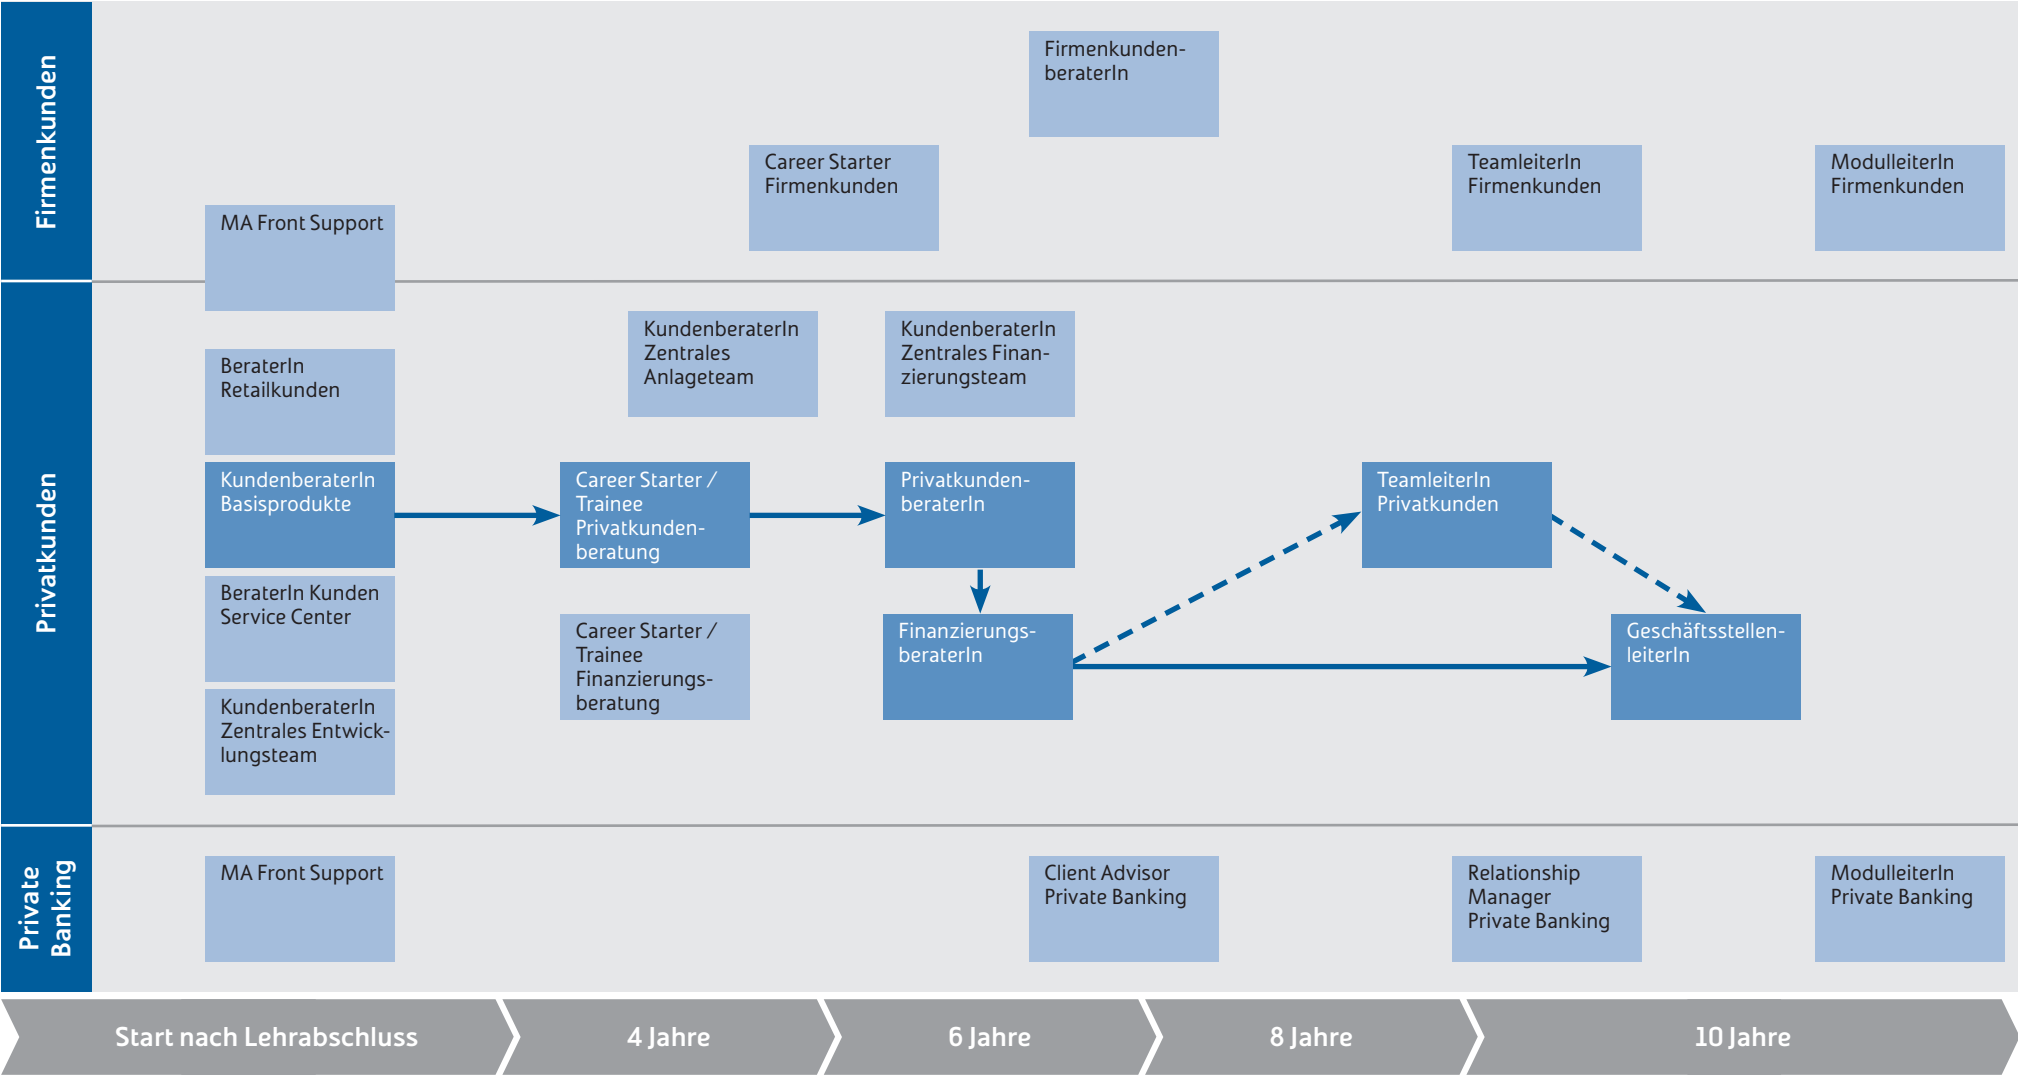 Firmenkunden
Firmenkunden-
beraterIn
Career Starter
Firmenkunden
TeamleiterIn
Firmenkunden
ModulleiterIn
Firmenkunden
MA Front Support
Privatkunden
KundenberaterIn
Zentrales
Anlageteam
KundenberaterIn
Zentrales Finan-
zierungsteam
BeraterIn
Retailkunden
KundenberaterIn
Basisprodukte
Career Starter /
Trainee
Privatkunden-
beratung
Privatkunden-
beraterIn
TeamleiterIn
Privatkunden
BeraterIn Kunden
Service Center
Career Starter /
Trainee
Finanzierungs-
beratung
Finanzierungs-
beraterIn
Geschäftsstellen-
leiterIn
KundenberaterIn
Zentrales Entwick-
lungsteam
Private
Banking
MA Front Support
Client Advisor
Private Banking
Relationship
Manager
Private Banking
ModulleiterIn
Private Banking
Start nach Lehrabschluss
4 Jahre
6 Jahre
8 Jahre
10 Jahre